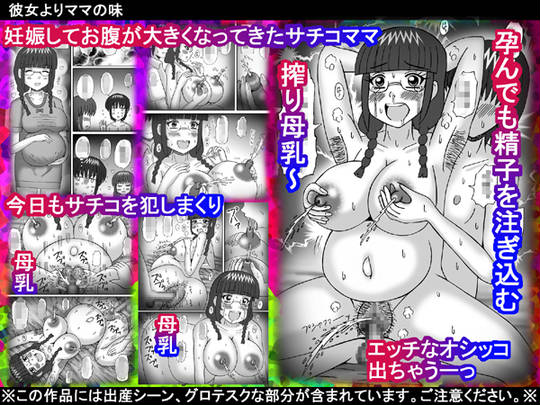 彼女よりママの味
妊娠してお腹が大きくなってきたサチコママ
孕んでも精子を注ぎ込む
搾り母乳～
今日もサチコを犯しまくり
母乳
母乳
エッチなオシッコ
出ちゃうーっ
※この作品には出産シーン、グロテスクな部分が含まれています。ご注意ください。※